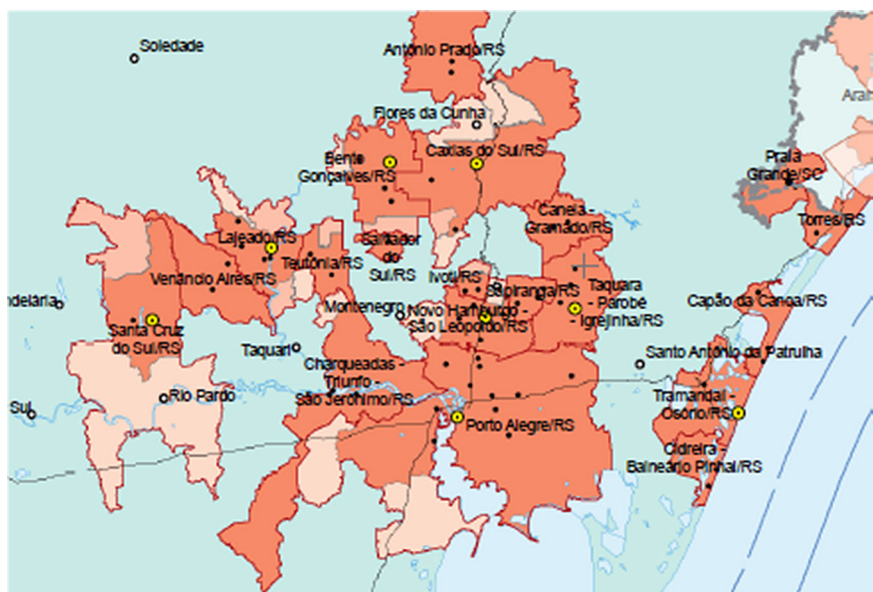 Soledade
Antônio Prado/RS
Arar
Flores da Cunha
Caxias do Sul/RS
Bento
Gonçalves/RS
Praia
Grande/SC
Canela -
Gramado/RS
Torres/RS
Lajeado/RS
Salvador
do
Sul/RS
Teutônia/RS
Ivoti/RS
Venâncio Aires/RS
Sapiranga/RS
Taquara
- Parobé
- Igrejinha/RS
Capão da Canoa/RS
ndelária
Montenegro
Novo Hamburgo -
São Leopoldo/RS
Santa Cruz
do Sul/RS
Taquari
Santo Antônio da Patrulha
Charqueadas -
Triunfo -
São Jerônimo/RS
Rio Pardo
Tramandaí -
Osório/RS
Sul
Porto Alegre/RS
Cidreira -
Balneário Pinhal/RS